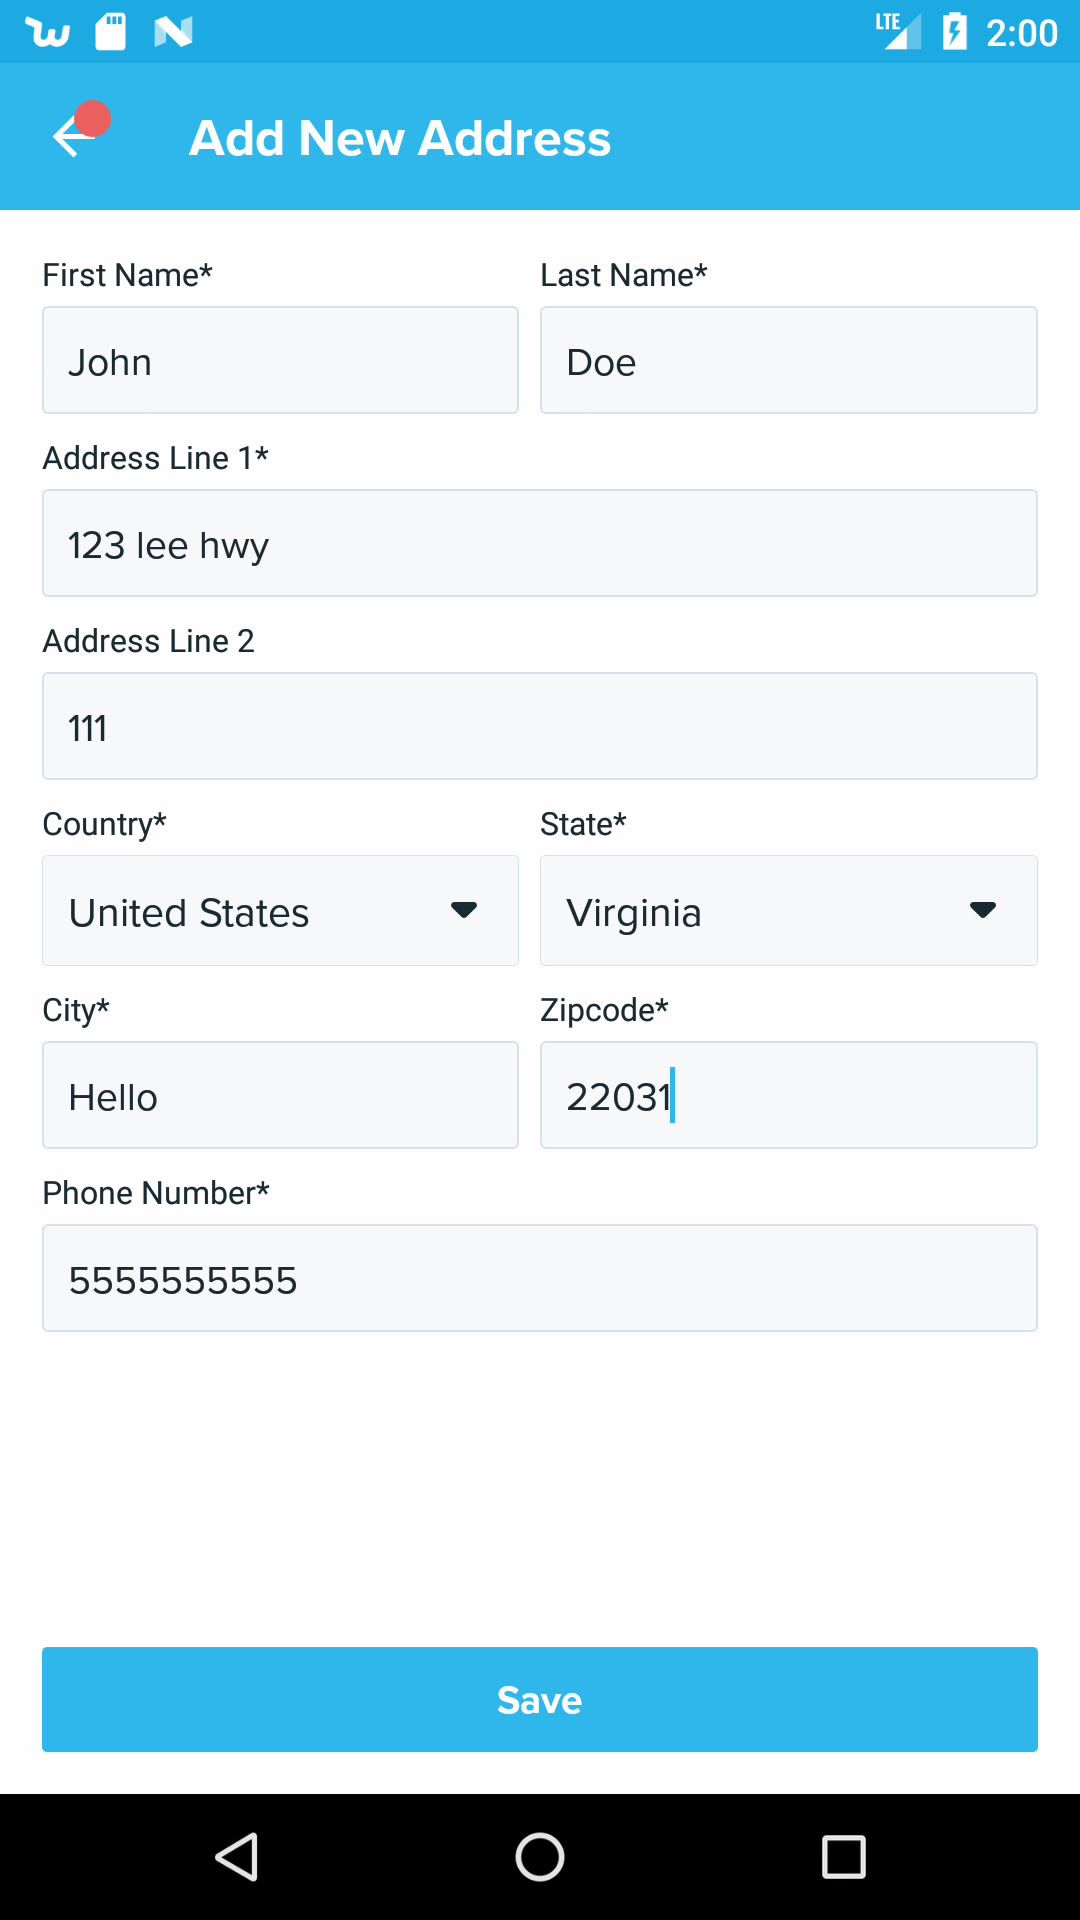 LTE 2:00
Add New Address
First Name* Last Name*
John Doe
Address Line 1*
123 lee hwy
Address Line 2
111
Country* State*
United States Virginia
City* Zipcode*
Hello 22031
Phone Number*
5555555555
Save